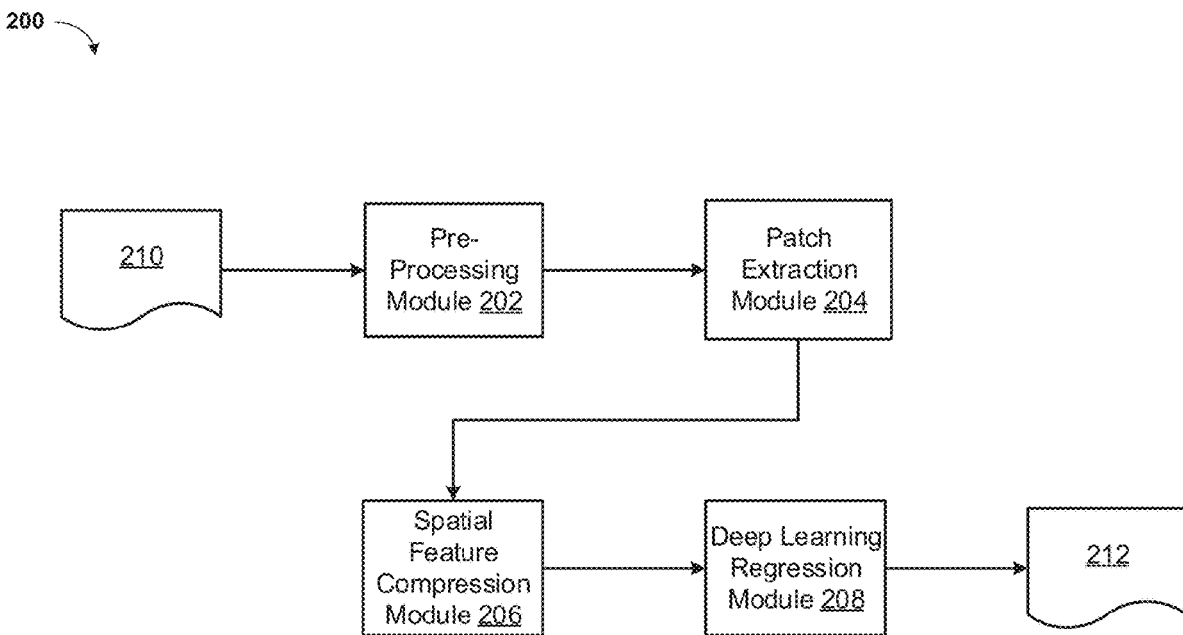 200
210
Pre-
Processing
Module 202
Patch
Extraction
Module 204
Spatial
Feature
Compression
Module 206
Deep Learning
Regression
Module 208
212